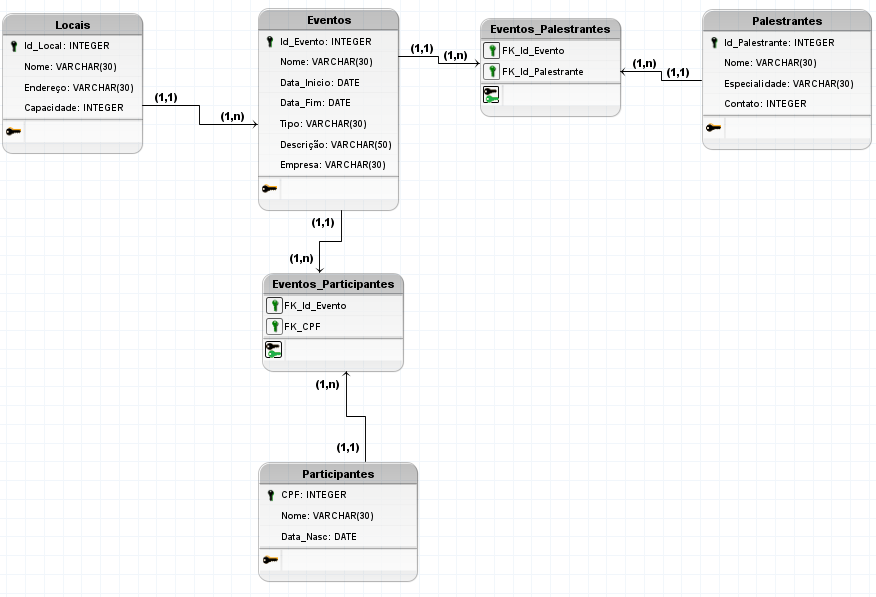 Locais
Id_Local: INTEGER
Nome: VARCHAR(30)
Endereço: VARCHAR(30)
Capacidade: INTEGER
(1,1)
(1,n)
Eventos
Id_Evento: INTEGER
Nome: VARCHAR(30)
Data_Inicio: DATE
Data_Fim: DATE
Tipo: VARCHAR(30)
Descrição: VARCHAR(50)
Empresa: VARCHAR(30)
(1,1)
(1,n)
Eventos_Palestrantes
FK_Id_Evento
FK_Id_Palestrante
(1,n)
(1,1)
Palestrantes
Id_Palestrante: INTEGER
Nome: VARCHAR(30)
Especialidade: VARCHAR(30)
Contato: INTEGER
(1,1)
(1,n)
Eventos_Participantes
FK_Id_Evento
FK_CPF
(1,n)
(1,1)
Participantes
CPF: INTEGER
Nome: VARCHAR(30)
Data_Nasc: DATE